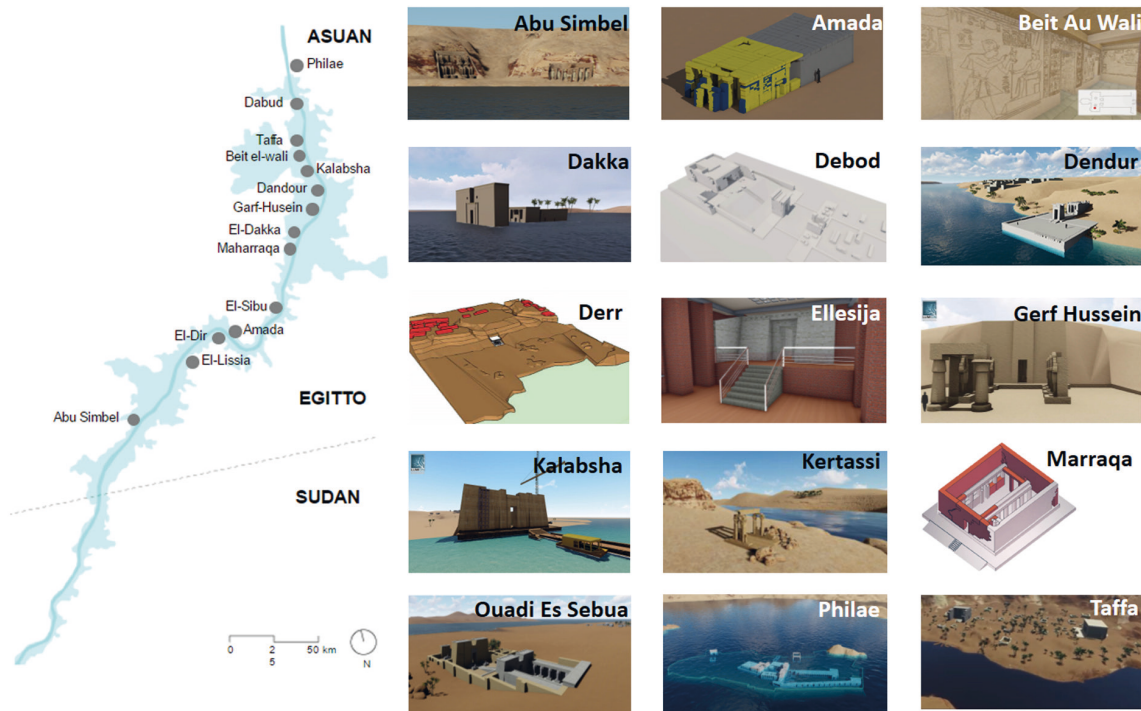 ASUAN
Philae
Dabud
Taffa
Beit el-wali
Kalabsha
Dandour
Garf-Husein
El-Dakka
Maharraqa
El-Sibu
Amada
El-Dir
El-Lissia
Abu Simbel
EGITTO
SUDAN
0 2 50 km
5
N
Abu Simbel
Amada
Beit Au Wali
Dakka
Debod
Dendur
Derr
Ellesija
Gerf Hussein
Kalabsha
Kertassi
Marraqa
Ouadi Es Sebua
Philae
Taffa